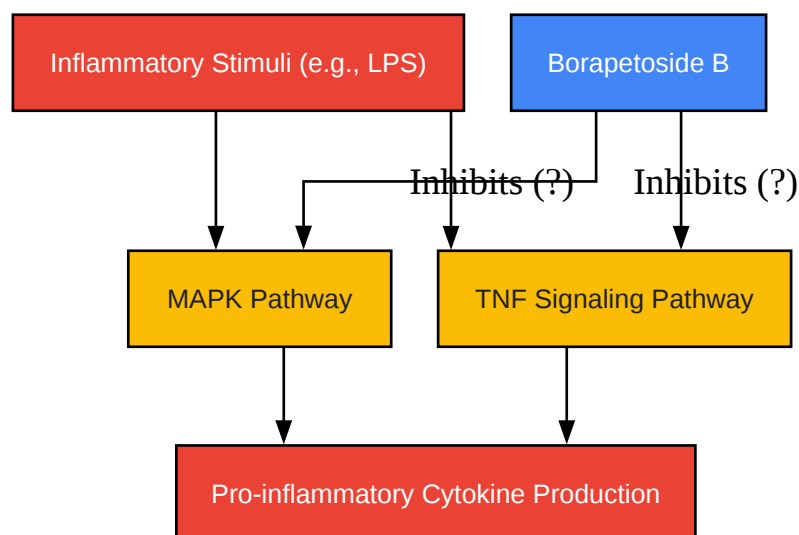 Inflammatory Stimuli (e.g., LPS)
Borapetoside B
Inhibits (?)
Inhibits (?)
MAPK Pathway
TNF Signaling Pathway
Pro-inflammatory Cytokine Production